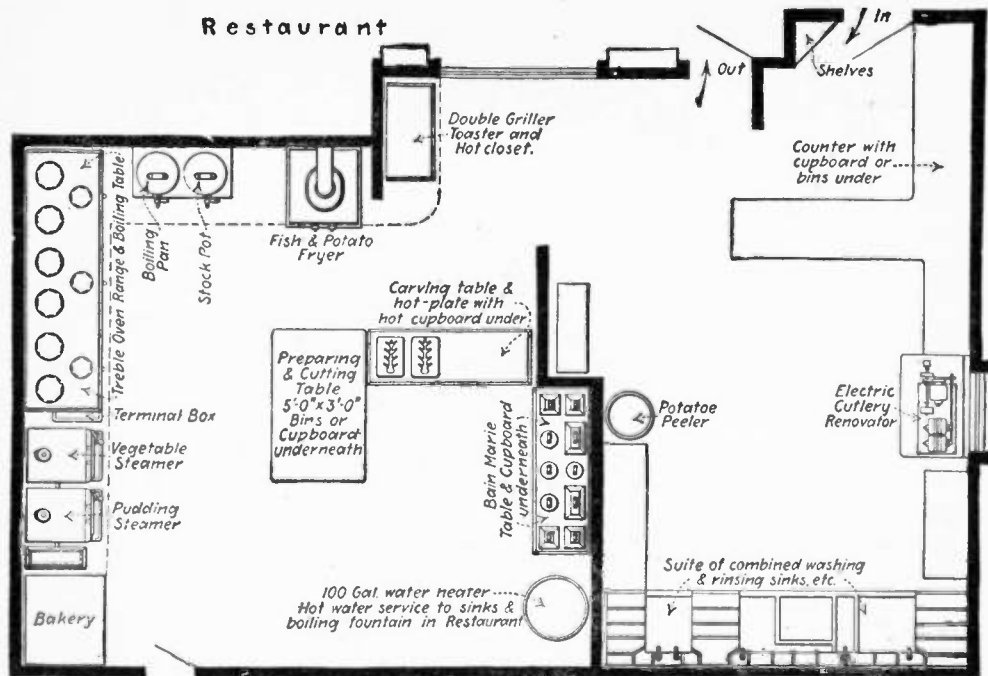 Restaurant
In
Out
Shelves
Double Griller
Toaster and
Hot closet.
Counter with
cupboard or
bins under
Treble Oven Range & Boiling Table
Boiling
Pan
Stock Pot
Fish & Potato
Fryer
Carving table &
hot-plate with
hot cupboard under
Preparing
& Cutting
Table
5'-0" x 3'-0"
Bins or
Cupboard
underneath
Terminal Box
Vegetable
Steamer
Pudding
Steamer
Bakery
Bain Marie
Table & Cupboard
underneath
Potatoe
Peeler
Electric
Cutlery
Renovator
100 Gal. water heater
Hot water service to sinks &
boiling fountain in Restaurant
Suite of combined washing
& rinsing sinks, etc.